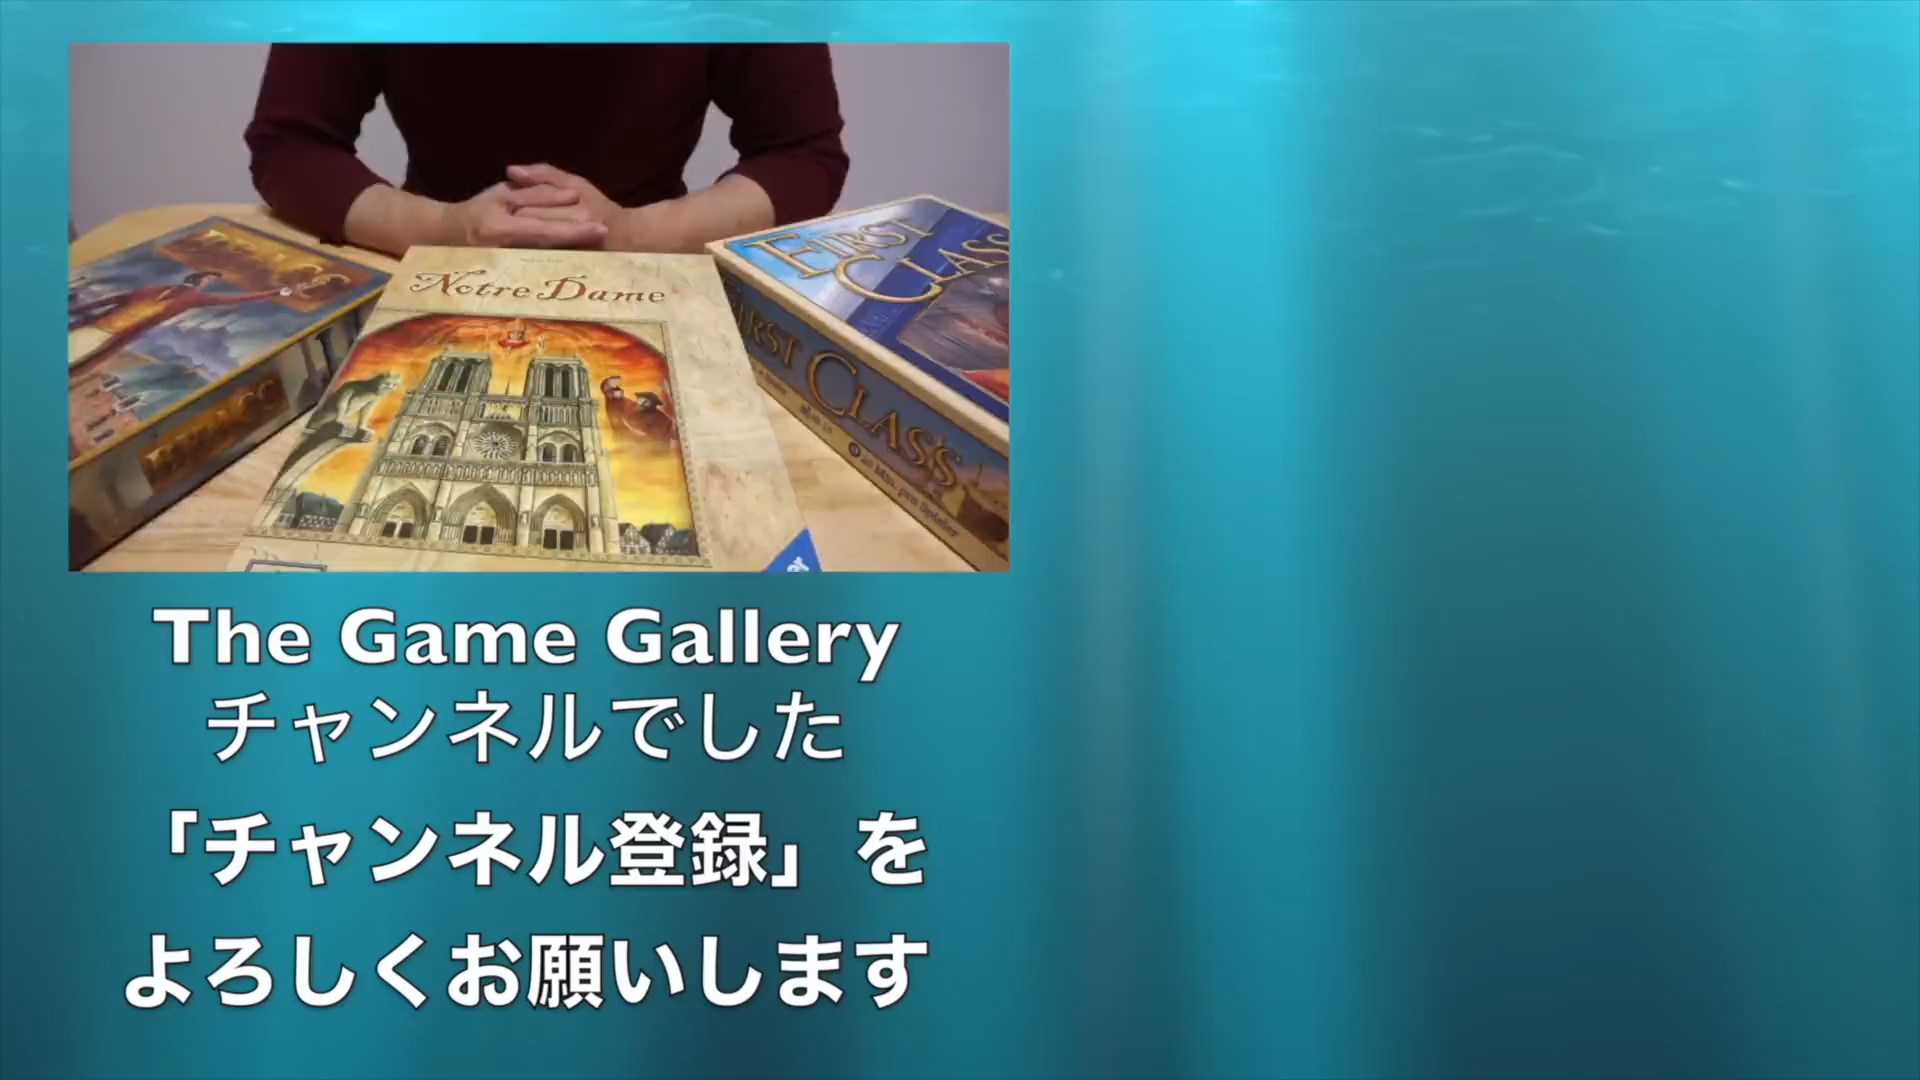 Notre Dame
FIRST
CLASS
FIRST CLASS
The Game Gallery
チャンネルでした
「チャンネル登録」を
よろしくお願いします